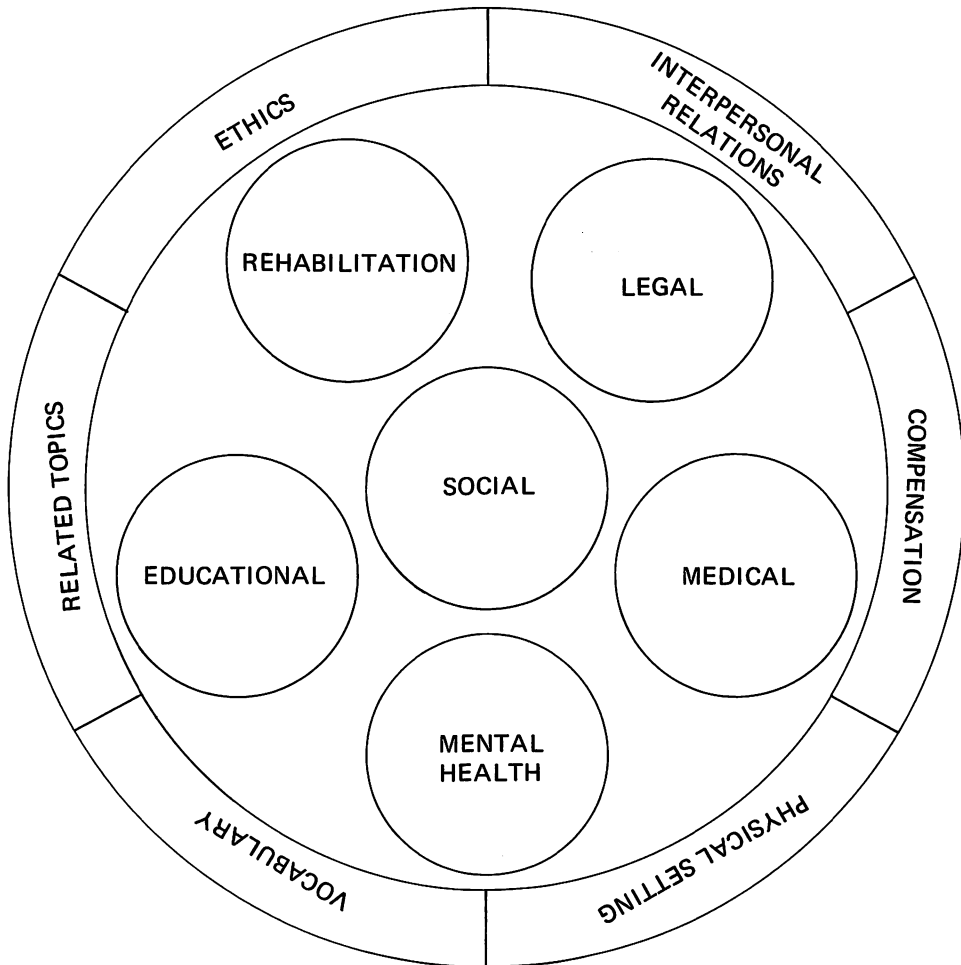 ETHICS
INTERPERSONAL
RELATIONS
COMPENSATION
PHYSICAL SETTING
VOCABULARY
RELATED TOPICS
REHABILITATION
LEGAL
SOCIAL
EDUCATIONAL
MEDICAL
MENTAL
HEALTH